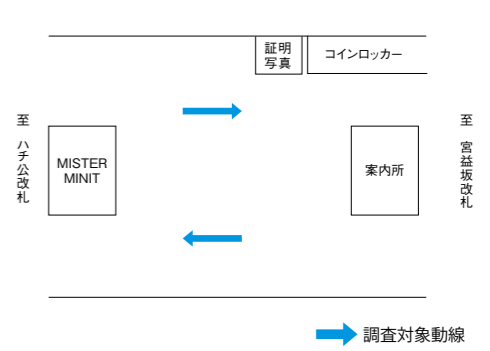 証明
写真
コインロッカー
至 ハチ公改札
MISTER
MINIT
案内所
至 宮益坂改札
調査対象動線